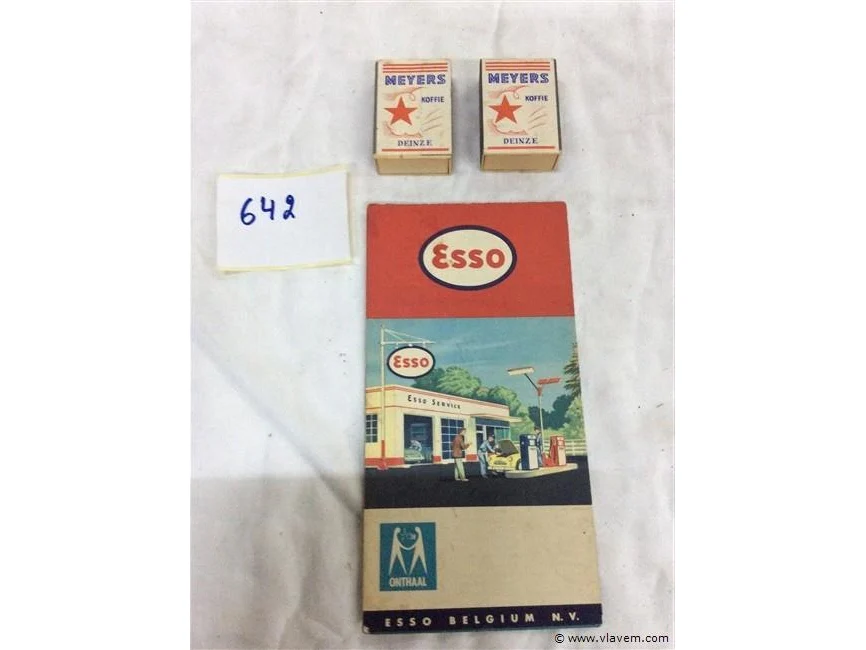 MEYERS
KOFFIE
DEINZE
MEYERS
KOFFIE
DEINZE
642
Esso
Esso
ESSO SERVICE
ONTHAAL
ESSO BELGIUM N.V.
© www.vlavem.com